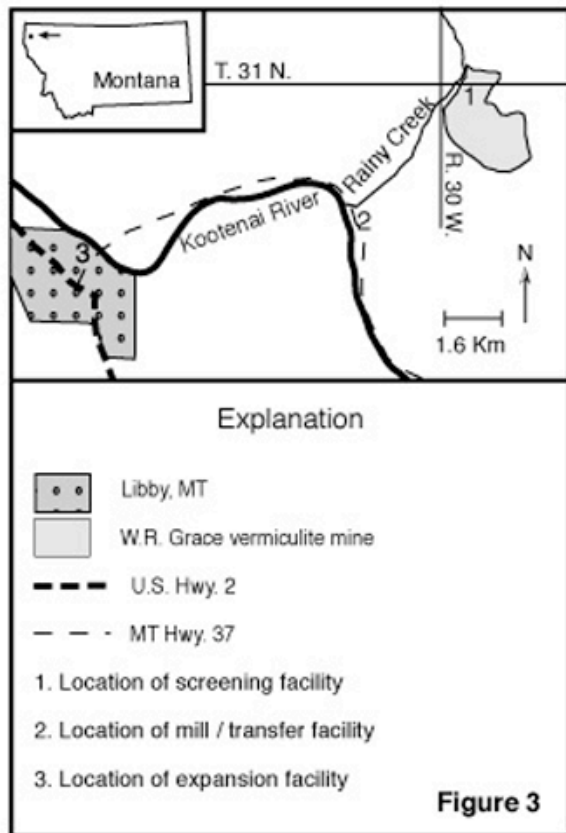 Montana
T. 31 N.
1
Rainy Creek
R. 30 W.
2
Kootenai River
3
N
1.6 Km
Explanation
Libby, MT
W.R. Grace vermiculite mine
U.S. Hwy. 2
MT Hwy. 37
1. Location of screening facility
2. Location of mill / transfer facility
3. Location of expansion facility
Figure 3